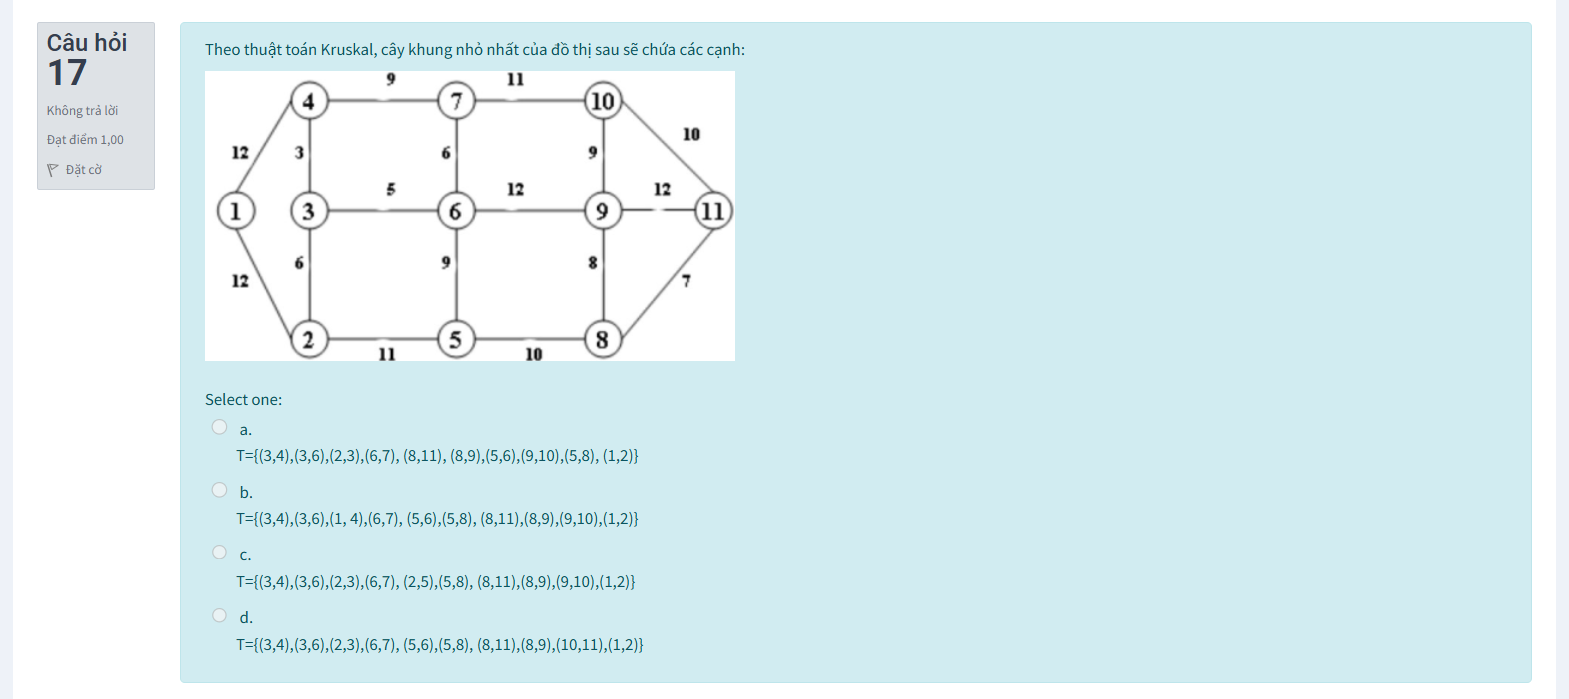 Câu hỏi
17
Không trả lời
Đạt điểm 1,00
Đặt cờ
Theo thuật toán Kruskal, cây khung nhỏ nhất của đồ thị sau sẽ chứa các cạnh:
9 11
4 7 10
10
12 3 6 9
5 12 12
1 3 6 9 11
6 9 8
12 7
2 5 8
11 10
Select one:
a.
T={(3,4),(3,6),(2,3),(6,7), (8,11), (8,9),(5,6),(9,10),(5,8), (1,2)}
b.
T={(3,4),(3,6),(1, 4),(6,7), (5,6),(5,8), (8,11),(8,9),(9,10),(1,2)}
c.
T={(3,4),(3,6),(2,3),(6,7), (2,5),(5,8), (8,11),(8,9),(9,10),(1,2)}
d.
T={(3,4),(3,6),(2,3),(6,7), (5,6),(5,8), (8,11),(8,9),(10,11),(1,2)}